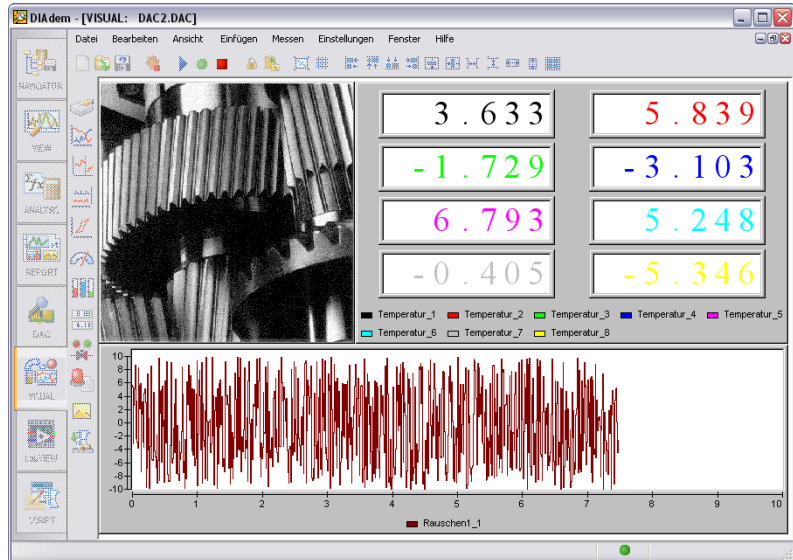 DIAdem - [VISUAL: DAC2.DAC]
Datei Bearbeiten Ansicht Einfügen Messen Einstellungen Fenster Hilfe
NAVIGATOR
VIEW
ANALYSIS
REPORT
DAC
VISUAL
LabVIEW
SCRIPT
3.633 5.839
-1.729 -3.103
6.793 5.248
-0.405 -5.346
Temperatur_1 Temperatur_2 Temperatur_3 Temperatur_4 Temperatur_5
Temperatur_6 Temperatur_7 Temperatur_8
10
8
6
4
2
0
-2
-4
-6
-8
-10
0 1 2 3 4 5 6 7 8 9 10
Rauschen1_1